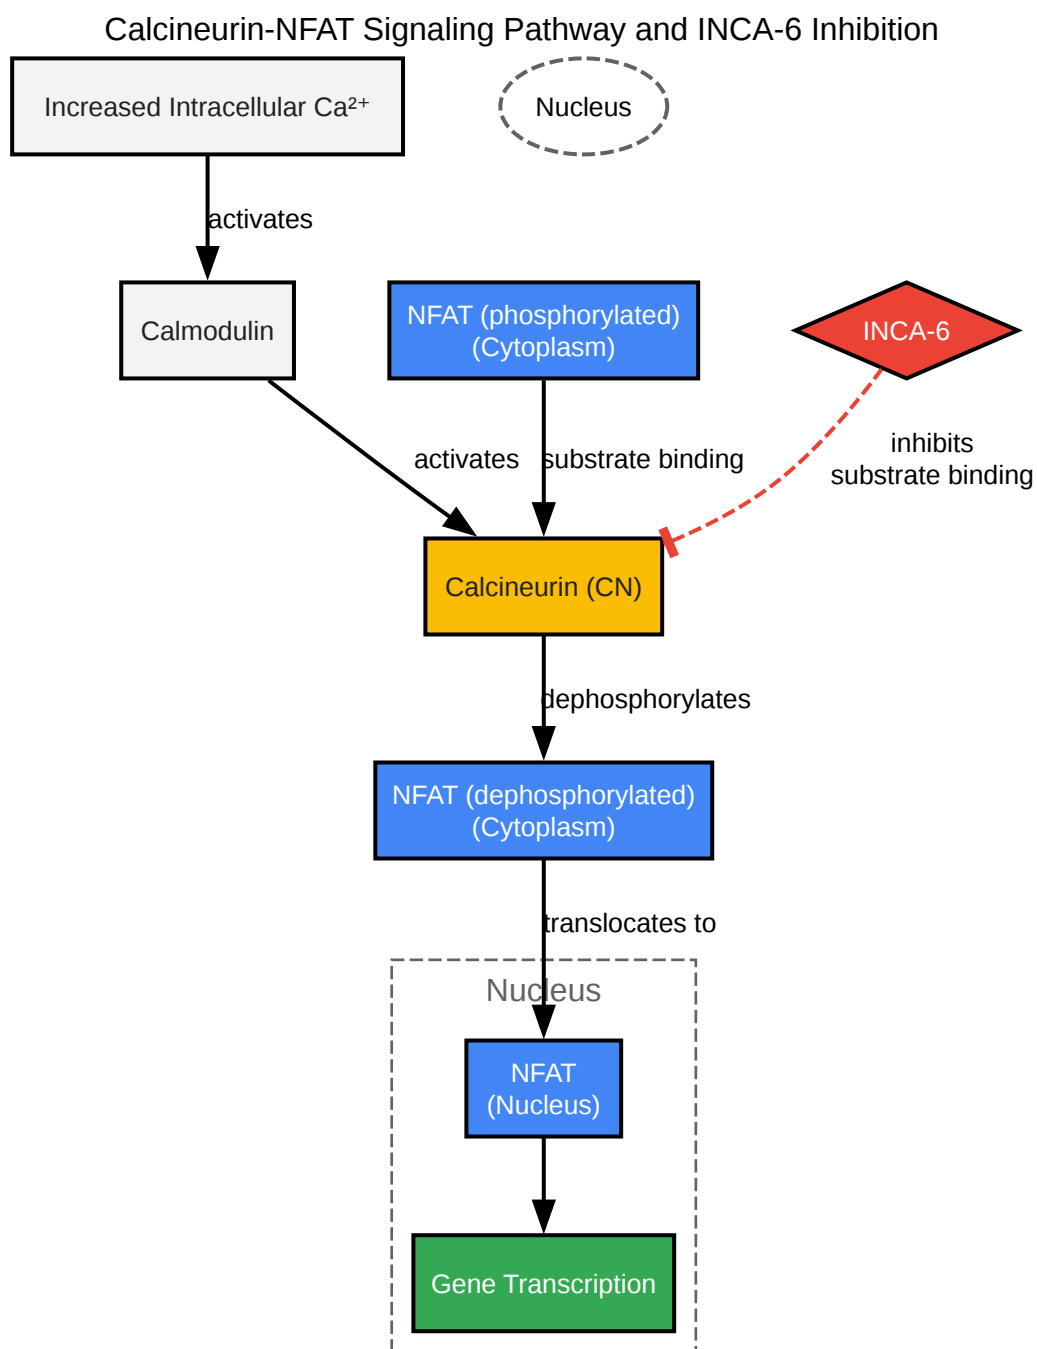 Calcineurin-NFAT Signaling Pathway and INCA-6 Inhibition
Increased Intracellular Ca²⁺
Nucleus
activates
Calmodulin
NFAT (phosphorylated)
(Cytoplasm)
INCA-6
activates
substrate binding
inhibits
substrate binding
Calcineurin (CN)
dephosphorylates
NFAT (dephosphorylated)
(Cytoplasm)
translocates to
Nucleus
NFAT
(Nucleus)
Gene Transcription